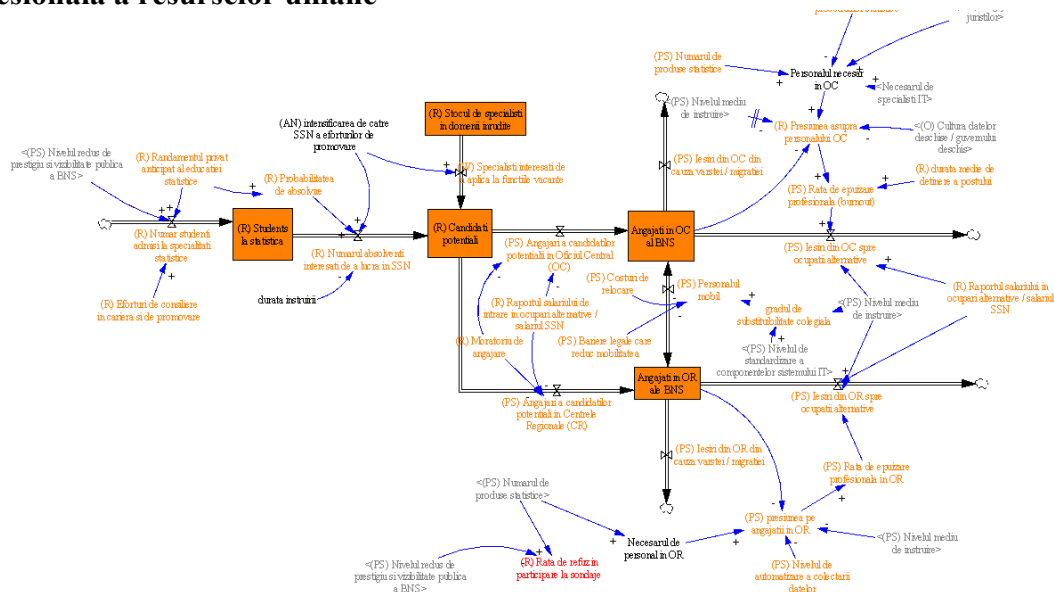 esională a resurselor umane
juristilor>
(PS) Numarul de
produse statistice
Personalul necesar
in OC
<Necesarul de
specialisti IT>
(PS) Nivelul mediu
de instruire>
(R) Presiunea asupra
personalului OC
<(O) Cultura datelor
deschise / guvernului
deschis>
(R) Stocul de specialisti
in domenii inrudite
(AN) intensificarea de catre
SSN a eforturilor de
promovare
Specialisti interesati de
a aplica la functiile vacante
(PS) Iesiri din OC din
cauza varstei / migratiei
(PS) Rata de epuizare
profesionala (burnout)
(R) durata medie de
detinere a postului
<(PS) Nivelul redus de
prestigiu si vizibilitate publica
a BNS>
(R) Randamentul privat
anticipat al educatiei
statistice
(R) Probabilitatea
de absolvire
(R) Numar studenti
admisi la specialitati
statistice
(R) Students
la statistica
(R) Numarul absolventi
interesati de a lucra in SSN
(R) Candidati
potentiali
(PS) Angajari a candidatilor
potentiali in Oficiul Central
(OC)
Angajati in OC
al BNS
(PS) Iesiri din OC spre
ocupatii alternative
(R) Eforturi de consiliere
in cariera si de promovare
durata instruirii
(R) Raportul salariului de
intrare in ocupari alternative /
salariul SSN
(R) Moratoriu de
angajare
(PS) Costuri de
relocare
(PS) Personalul
mobil
(PS) Bariere legale care
reduc mobilitatea
gradul de
substituibilitate colegiala
<(PS) Nivelul mediu
de instruire>
(R) Raportul salariului in
ocupari alternative / salariul
SSN
<(PS) Nivelul de
standardizare a
componentelor sistemului IT>
(PS) Angajari a candidatilor
potentiali in Centrele
Regionale (CR)
Angajati in OR
ale BNS
(PS) Iesiri din OR spre
ocupatii alternative
(PS) Iesiri din OR din
cauza varstei / migratiei
(PS) Rata de epuizare
profesionala in OR
<(PS) Numarul de
produse statistice>
Necesarul de
personal in OR
(PS) presiunea pe
angajatii in OR
<(PS) Nivelul mediu
de instruire>
<(PS) Nivelul redus de
prestigiu si vizibilitate publica
a BNS>
(R) Rata de refuz in
participare la sondaje
(PS) Nivelul de
automatizare a colectarii
datelor